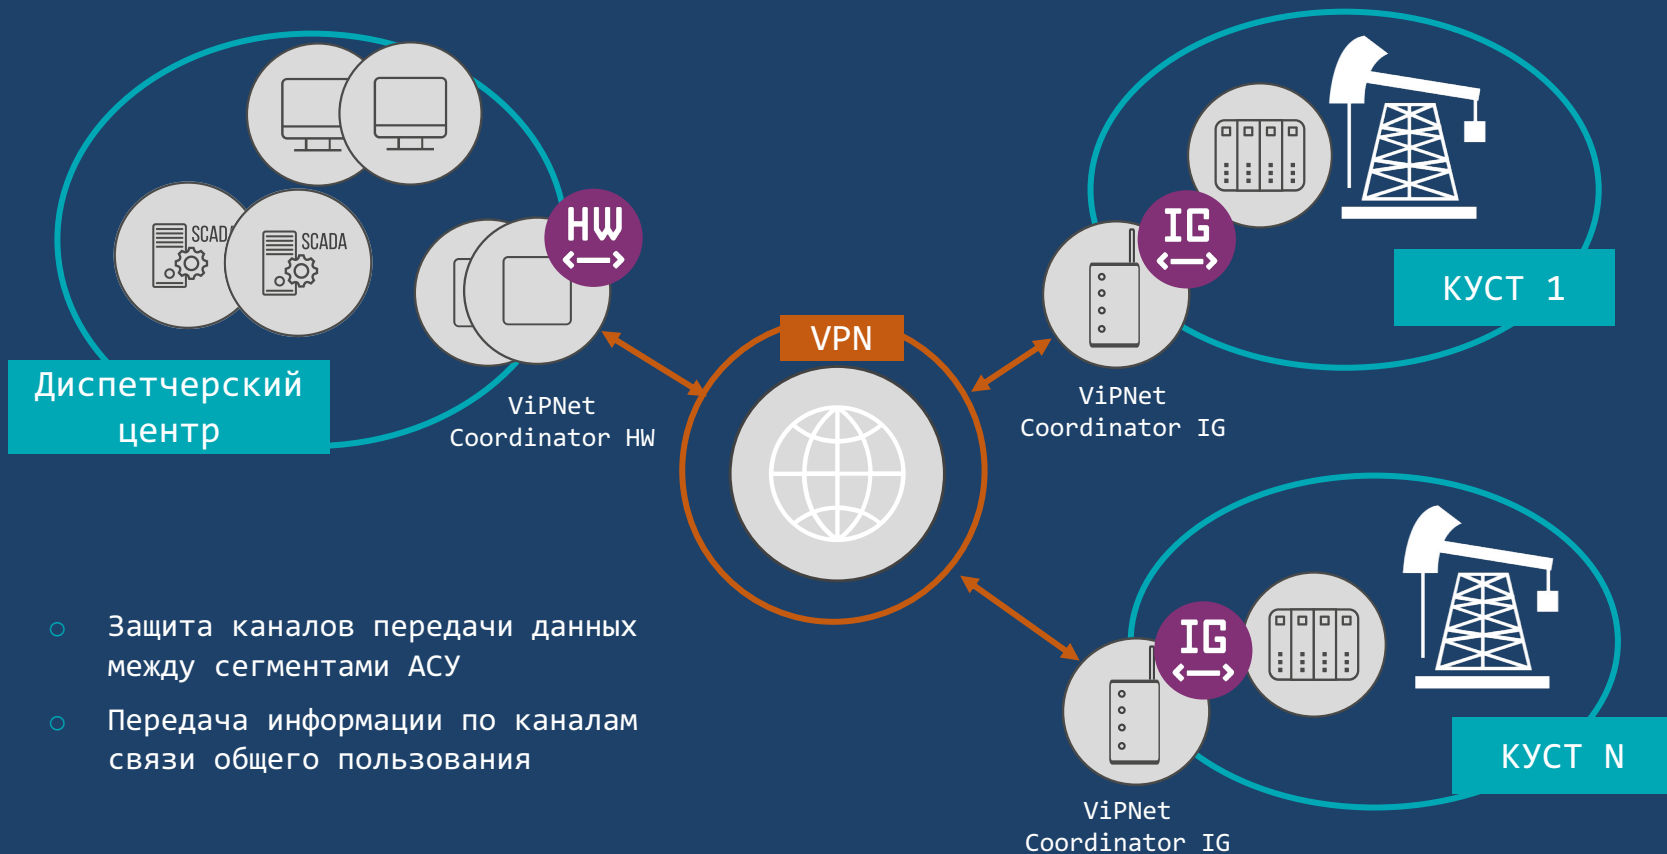 SCADA
SCADA
HW
Диспетчерский
центр
ViPNet
Coordinator HW
VPN
IG
КУСТ 1
ViPNet
Coordinator IG
IG
КУСТ N
ViPNet
Coordinator IG
○ Защита каналов передачи данных
между сегментами АСУ
○ Передача информации по каналам
связи общего пользования